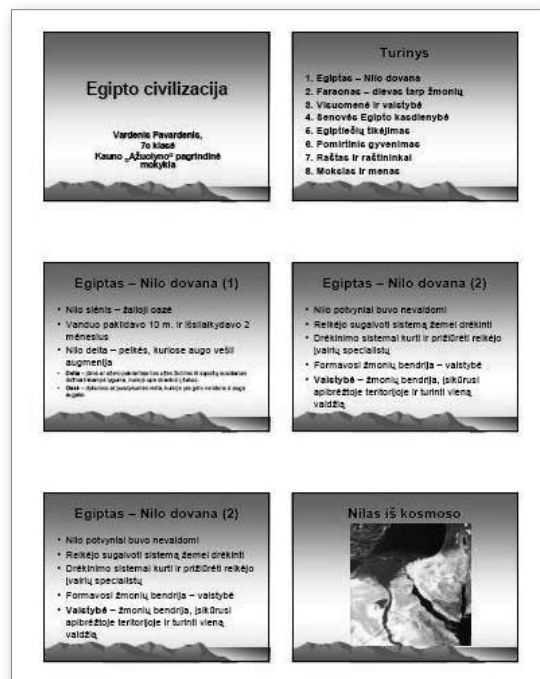 Egipto civilizacija
Vardenis Pavardenis,
7o klasė
Kauno „Ąžuolyno“ pagrindinė
mokykla
Turinys
1. Egiptas – Nilo dovana
2. Faraonas – dievas tarp žmonių
3. Visuomenė ir valstybė
4. Senovės Egipto kasdienybė
5. Egiptiečių tikėjimas
6. Pomirtinis gyvenimas
7. Raštas ir raštininkai
8. Mokslas ir menas
Egiptas – Nilo dovana (1)
• Nilo slėnis – žalioji oazė
• Vanduo pakildavo 10 m. ir išsilaikydavo 2
mėnesius
• Nilo delta – pelkės, kuriose augo vešli
augmenija
• Delta –
• Oazė –
Egiptas – Nilo dovana (2)
• Nilo potvyniai buvo nevaldomi
• Reikėjo sugalvoti sistemą žemei drėkinti
• Drėkinimo sistemai kurti ir prižiūrėti reikėjo
įvairių specialistų
• Formavosi žmonių bendrija – valstybė
• Valstybė – žmonių bendrija, įsikūrusi
apibrėžtoje teritorijoje ir turinti vieną
valdžią
Egiptas – Nilo dovana (2)
• Nilo potvyniai buvo nevaldomi
• Reikėjo sugalvoti sistemą žemei drėkinti
• Drėkinimo sistemai kurti ir prižiūrėti reikėjo
įvairių specialistų
• Formavosi žmonių bendrija – valstybė
• Valstybė – žmonių bendrija, įsikūrusi
apibrėžtoje teritorijoje ir turinti vieną
valdžią
Nilas iš kosmoso